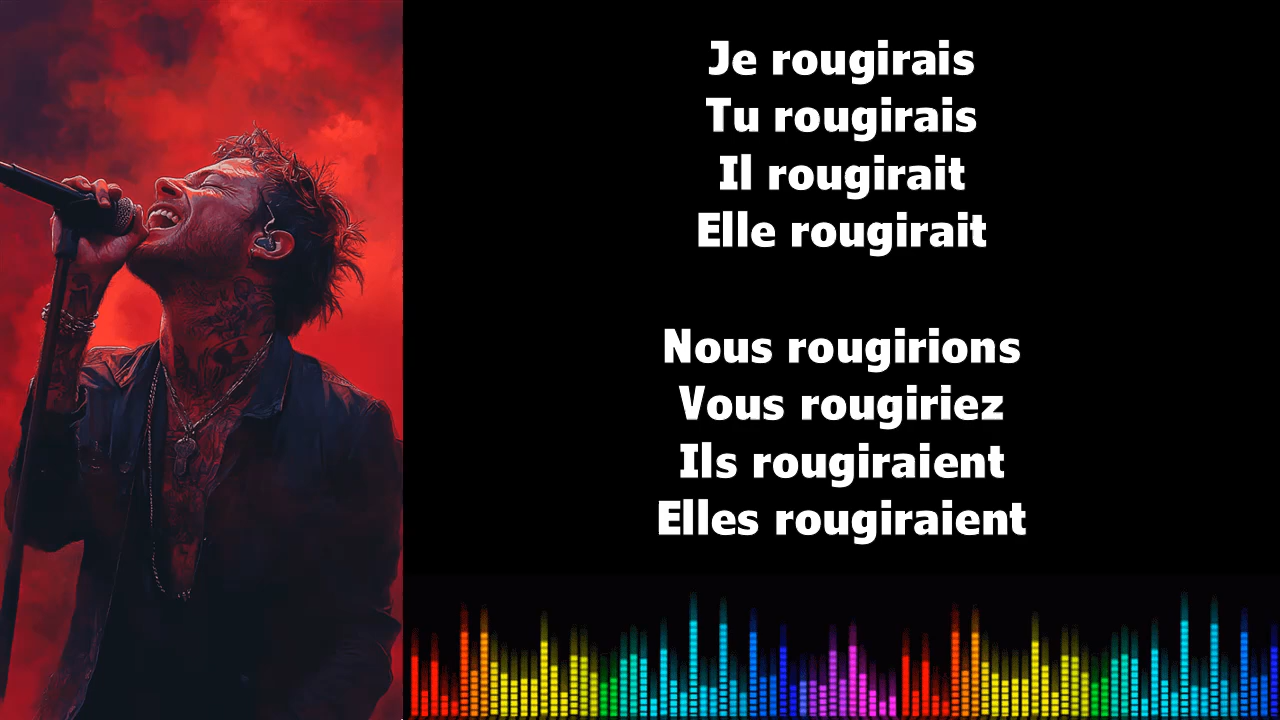 Je rougirais
Tu rougirais
Il rougirait
Elle rougirait
Nous rougirions
Vous rougiriez
Ils rougiraient
Elles rougiraient